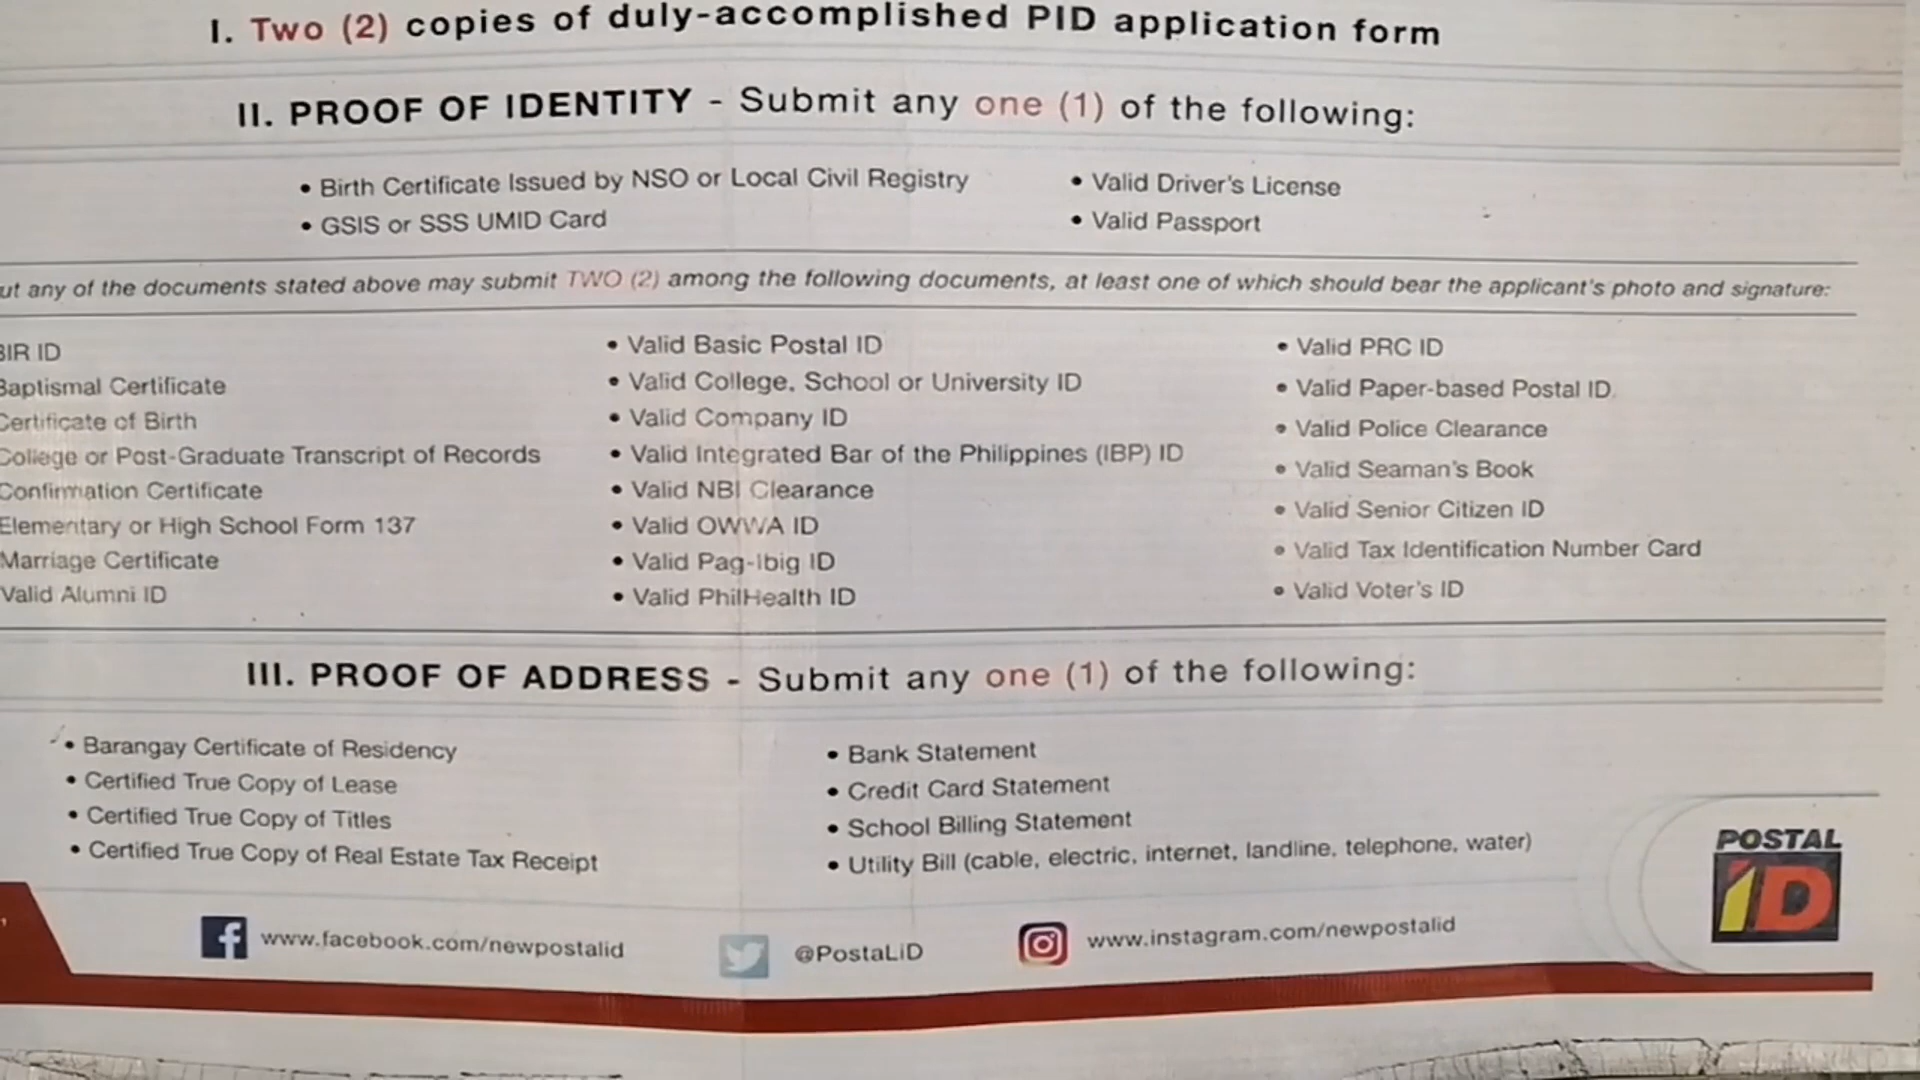 I. Two (2) copies of duly-accomplished PID application form
II. PROOF OF IDENTITY - Submit any one (1) of the following:
• Birth Certificate Issued by NSO or Local Civil Registry
• GSIS or SSS UMID Card
• Valid Driver's License
• Valid Passport
any of the documents stated above may submit TWO (2) among the following documents, at least one of which should bear the applicant's photo and signature:
BIR ID
Baptismal Certificate
Certificate of Birth
College or Post-Graduate Transcript of Records
Confirmation Certificate
Elementary or High School Form 137
Marriage Certificate
Valid Alumni ID
• Valid Basic Postal ID
• Valid College, School or University ID
• Valid Company ID
• Valid Integrated Bar of the Philippines (IBP) ID
• Valid NBI Clearance
• Valid OWWA ID
• Valid Pag-Ibig ID
• Valid PhilHealth ID
• Valid PRC ID
• Valid Paper-based Postal ID
• Valid Police Clearance
• Valid Seaman's Book
• Valid Senior Citizen ID
• Valid Tax Identification Number Card
• Valid Voter's ID
III. PROOF OF ADDRESS - Submit any one (1) of the following:
• Barangay Certificate of Residency
• Certified True Copy of Lease
• Certified True Copy of Titles
• Certified True Copy of Real Estate Tax Receipt
• Bank Statement
• Credit Card Statement
• School Billing Statement
• Utility Bill (cable, electric, internet, landline, telephone, water)
www.facebook.com/newpostalid
@PostaLiD
www.instagram.com/newpostalid
POSTAL
iD